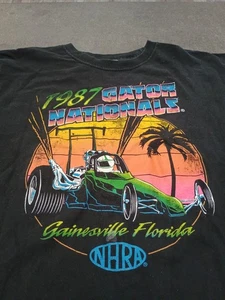 1987 GATOR
NATIONALS®
Gainesville Florida
NHRA®